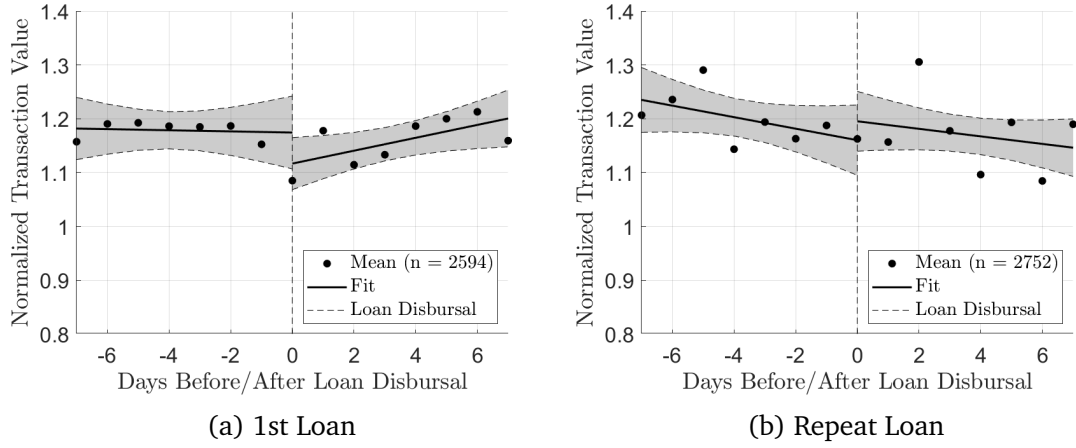 1.4
1.3
1.2
1.1
1
0.9
0.8
Normalized Transaction Value
Mean (n = 2594)
Fit
Loan Disbursal
-6 -4 -2 0 2 4 6
Days Before/After Loan Disbursal
(a) 1st Loan
1.4
1.3
1.2
1.1
1
0.9
0.8
Normalized Transaction Value
Mean (n = 2752)
Fit
Loan Disbursal
-6 -4 -2 0 2 4 6
Days Before/After Loan Disbursal
(b) Repeat Loan